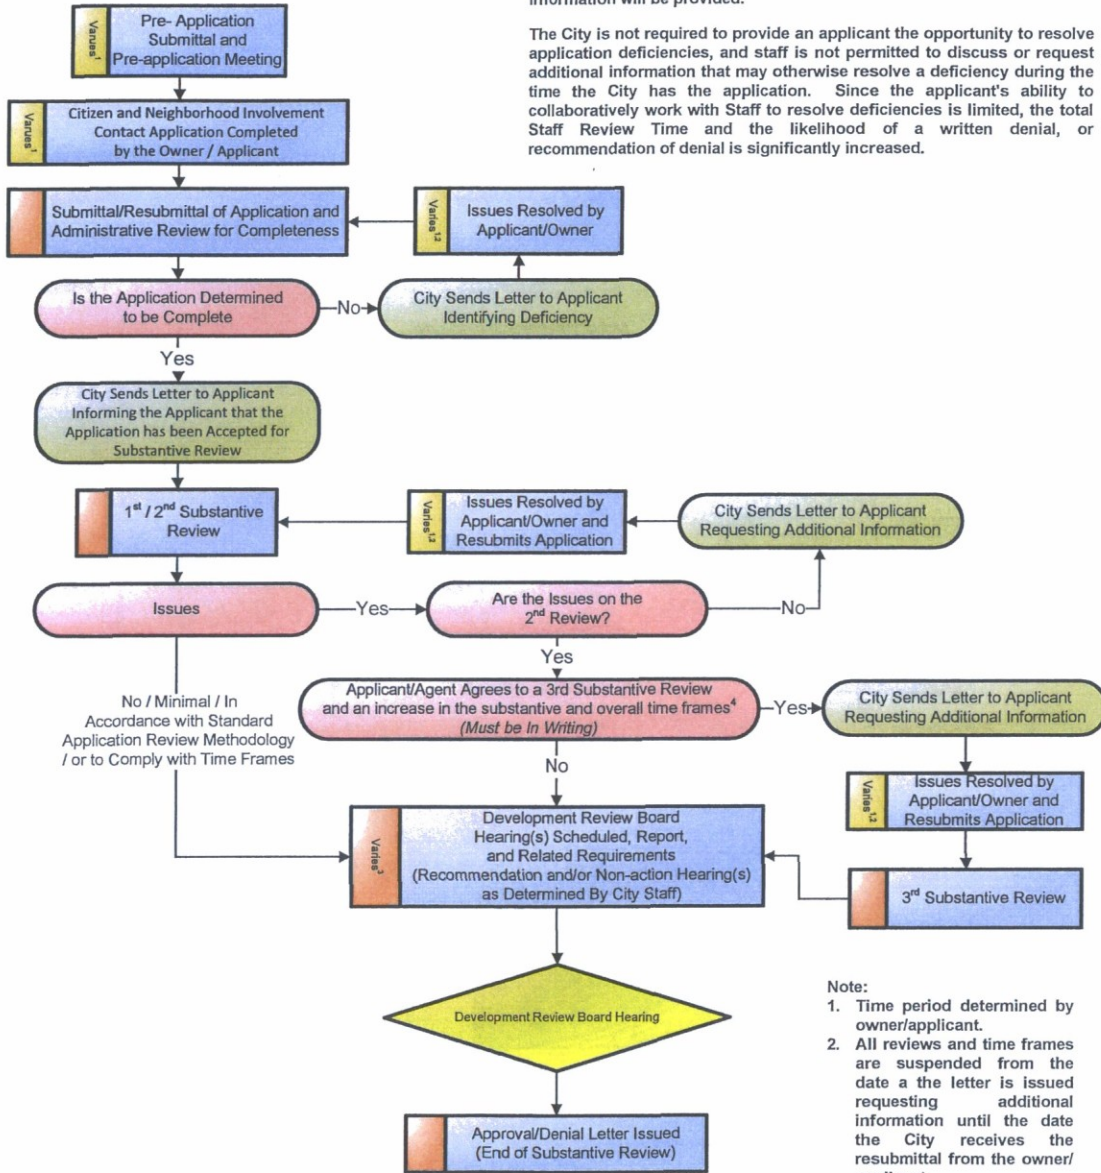 information will be provided.
The City is not required to provide an applicant the opportunity to resolve
application deficiencies, and staff is not permitted to discuss or request
additional information that may otherwise resolve a deficiency during the
time the City has the application. Since the applicant's ability to
collaboratively work with Staff to resolve deficiencies is limited, the total
Staff Review Time and the likelihood of a written denial, or
recommendation of denial is significantly increased.
Varies¹
Pre- Application
Submittal and
Pre-application Meeting
Varies¹
Citizen and Neighborhood Involvement
Contact Application Completed
by the Owner / Applicant
Submittal/Resubmittal of Application and
Administrative Review for Completeness
Varies¹,²
Issues Resolved by
Applicant/Owner
Is the Application Determined
to be Complete
No
City Sends Letter to Applicant
Identifying Deficiency
Yes
City Sends Letter to Applicant
Informing the Applicant that the
Application has been Accepted for
Substantive Review
1st / 2nd Substantive
Review
Varies¹,²
Issues Resolved by
Applicant/Owner and
Resubmits Application
City Sends Letter to Applicant
Requesting Additional Information
Issues
Yes
Are the Issues on the
2nd Review?
No
Yes
No / Minimal / In
Accordance with Standard
Application Review Methodology
/ or to Comply with Time Frames
Applicant/Agent Agrees to a 3rd Substantive Review
and an increase in the substantive and overall time frames⁴
(Must be In Writing)
Yes
City Sends Letter to Applicant
Requesting Additional Information
No
Varies¹,²
Issues Resolved by
Applicant/Owner and
Resubmits Application
Varies³
Development Review Board
Hearing(s) Scheduled, Report,
and Related Requirements
(Recommendation and/or Non-action Hearing(s)
as Determined By City Staff)
3rd Substantive Review
Development Review Board Hearing
Approval/Denial Letter Issued
(End of Substantive Review)
Note:
1. Time period determined by
owner/applicant.
2. All reviews and time frames
are suspended from the
date a the letter is issued
requesting additional
information until the date
the City receives the
resubmittal from the owner/